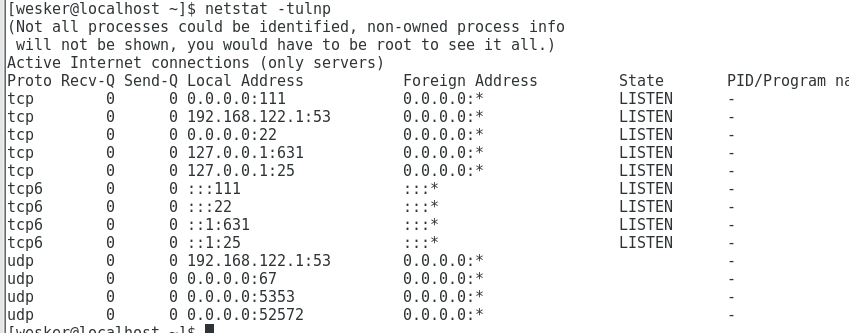 [wesker@localhost ~]$ netstat -tulnp
(Not all processes could be identified, non-owned process info
 will not be shown, you would have to be root to see it all.)
Active Internet connections (only servers)
Proto Recv-Q Send-Q Local Address           Foreign Address         State       PID/Program na
tcp        0      0 0.0.0.0:111             0.0.0.0:*               LISTEN      -
tcp        0      0 192.168.122.1:53        0.0.0.0:*               LISTEN      -
tcp        0      0 0.0.0.0:22              0.0.0.0:*               LISTEN      -
tcp        0      0 127.0.0.1:631           0.0.0.0:*               LISTEN      -
tcp        0      0 127.0.0.1:25            0.0.0.0:*               LISTEN      -
tcp6       0      0 :::111                  :::*                    LISTEN      -
tcp6       0      0 :::22                   :::*                    LISTEN      -
tcp6       0      0 ::1:631                 :::*                    LISTEN      -
tcp6       0      0 ::1:25                  :::*                    LISTEN      -
udp        0      0 192.168.122.1:53        0.0.0.0:*                           -
udp        0      0 0.0.0.0:67              0.0.0.0:*                           -
udp        0      0 0.0.0.0:5353            0.0.0.0:*                           -
udp        0      0 0.0.0.0:52572           0.0.0.0:*                           -
[wesker@localhost ~]$